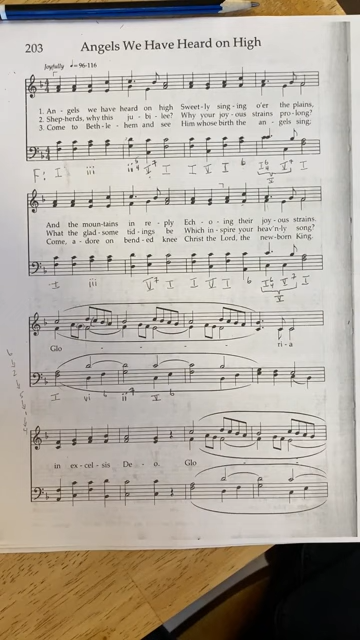 203 Angels We Have Heard on High
Joyfully ♩=96-116
1. An - gels we have heard on high Sweet-ly sing-ing o'er the plains,
2. Shep-herds, why this ju - bi - lee? Why your joy-ous strains pro-long?
3. Come to Beth-le - hem and see Him whose birth the an - gels sing;
F: I iii I I V I
And the moun-tains in re - ply Ech - o - ing their joy-ous strains.
What the glad-some tid-ings be Which in-spire your heav'n-ly song?
Come, a-dore on bend-ed knee Christ the Lord, the new-born King.
I iii V7 I I V I
Glo - - - ri-a
I vi ii V
in ex-cel-sis De - o. Glo - -